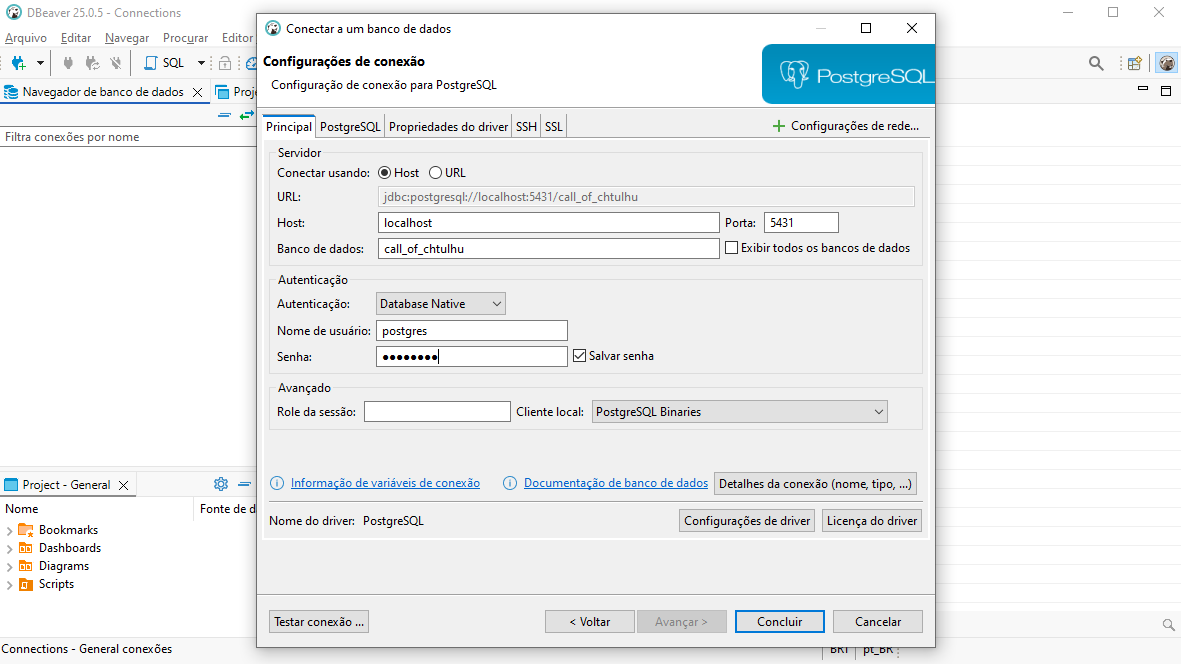 DBeaver 25.0.5 - Connections
Arquivo Editar Navegar Procurar Editor
SQL
Navegador de banco de dados
Proj
Filtra conexões por nome
Project - General
Nome Fonte de d
Bookmarks
Dashboards
Diagrams
Scripts
Connections - General conexões
BRT pt_BR
Conectar a um banco de dados
Configurações de conexão
Configuração de conexão para PostgreSQL
PostgreSQL
Principal PostgreSQL Propriedades do driver SSH SSL Configurações de rede...
Servidor
Conectar usando: Host URL
URL: jdbc:postgresql://localhost:5431/call_of_chtulhu
Host: localhost Porta: 5431
Banco de dados: call_of_chtulhu Exibir todos os bancos de dados
Autenticação
Autenticação: Database Native
Nome de usuário: postgres
Senha: ●●●●●●●● Salvar senha
Avançado
Role da sessão: Cliente local: PostgreSQL Binaries
Informação de variáveis de conexão Documentação de banco de dados Detalhes da conexão (nome, tipo, ...)
Nome do driver: PostgreSQL Configurações de driver Licença do driver
Testar conexão ... < Voltar Avançar > Concluir Cancelar